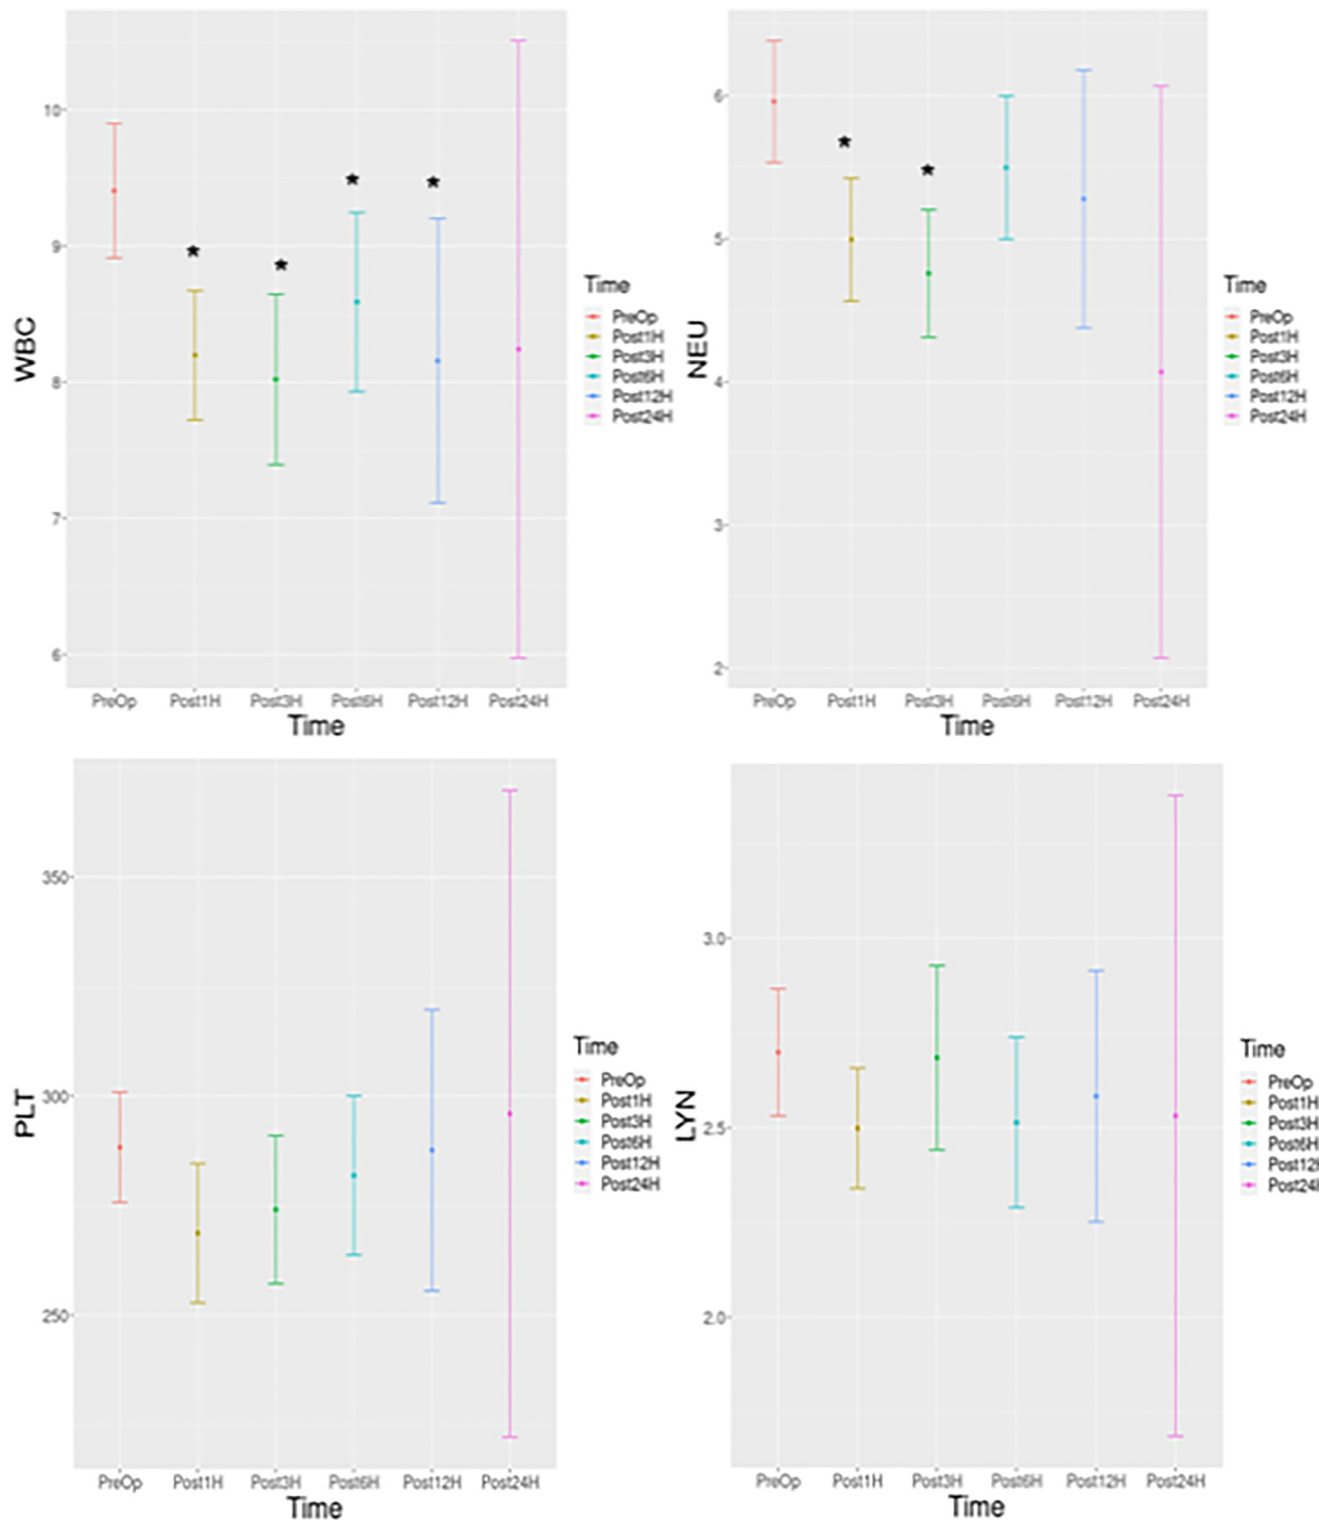 WBC
10
9
8
7
6
PreOp Post1H Post3H Post6H Post12H Post24H
Time
Time
PreOp
Post1H
Post3H
Post6H
Post12H
Post24H
NEU
6
5
4
3
2
PreOp Post1H Post3H Post6H Post12H Post24H
Time
Time
PreOp
Post1H
Post3H
Post6H
Post12H
Post24H
PLT
350
300
250
PreOp Post1H Post3H Post6H Post12H Post24H
Time
Time
PreOp
Post1H
Post3H
Post6H
Post12H
Post24H
LYN
3.0
2.5
2.0
PreOp Post1H Post3H Post6H Post12H Post24H
Time
Time
PreOp
Post1H
Post3H
Post6H
Post12H
Post24H